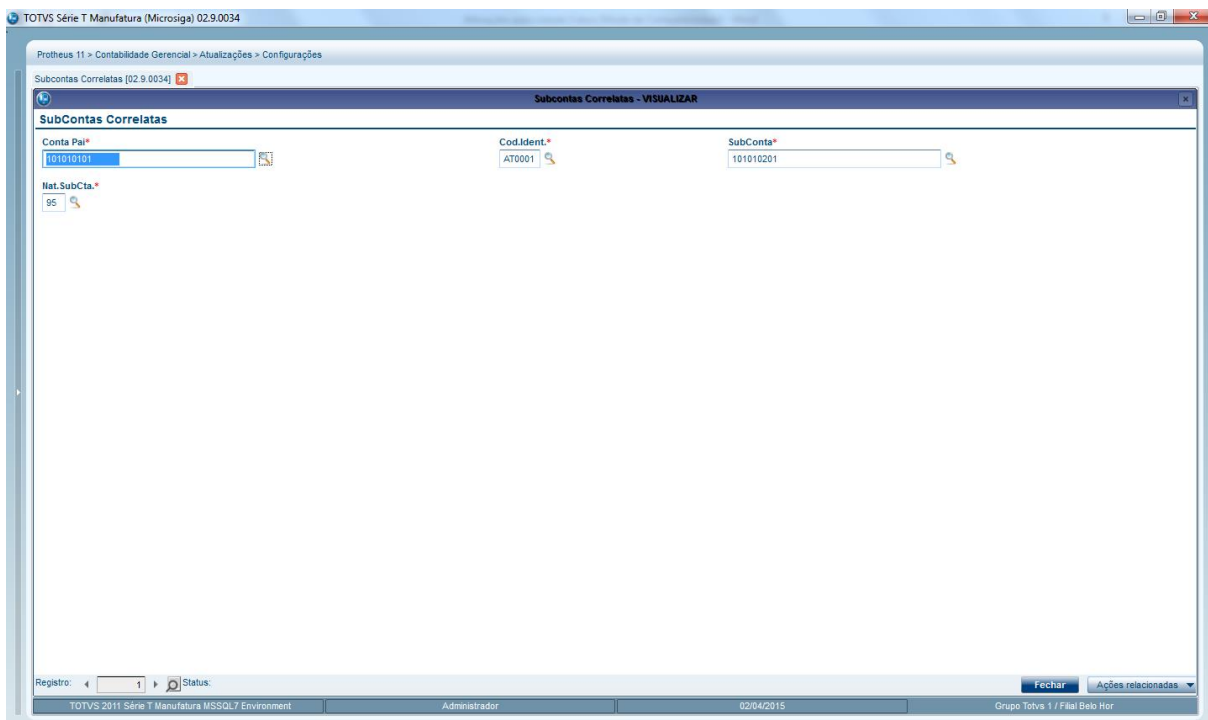 TOTVS Série T Manufatura (Microsiga) 02.9.0034
Protheus 11 > Contabilidade Gerencial > Atualizações > Configurações
Subcontas Correlatas [02.9.0034]
Subcontas Correlatas - VISUALIZAR
SubContas Correlatas
Conta Pai* Cod.Ident.* SubConta*
101010101 AT0001 101010201
Nat.SubCta.*
95
Registro: 1 Status: Fechar Ações relacionadas
TOTVS 2011 Série T Manufatura MSSQL7 Environment Administrador 02/04/2015 Grupo Totvs 1 / Filial Belo Hor